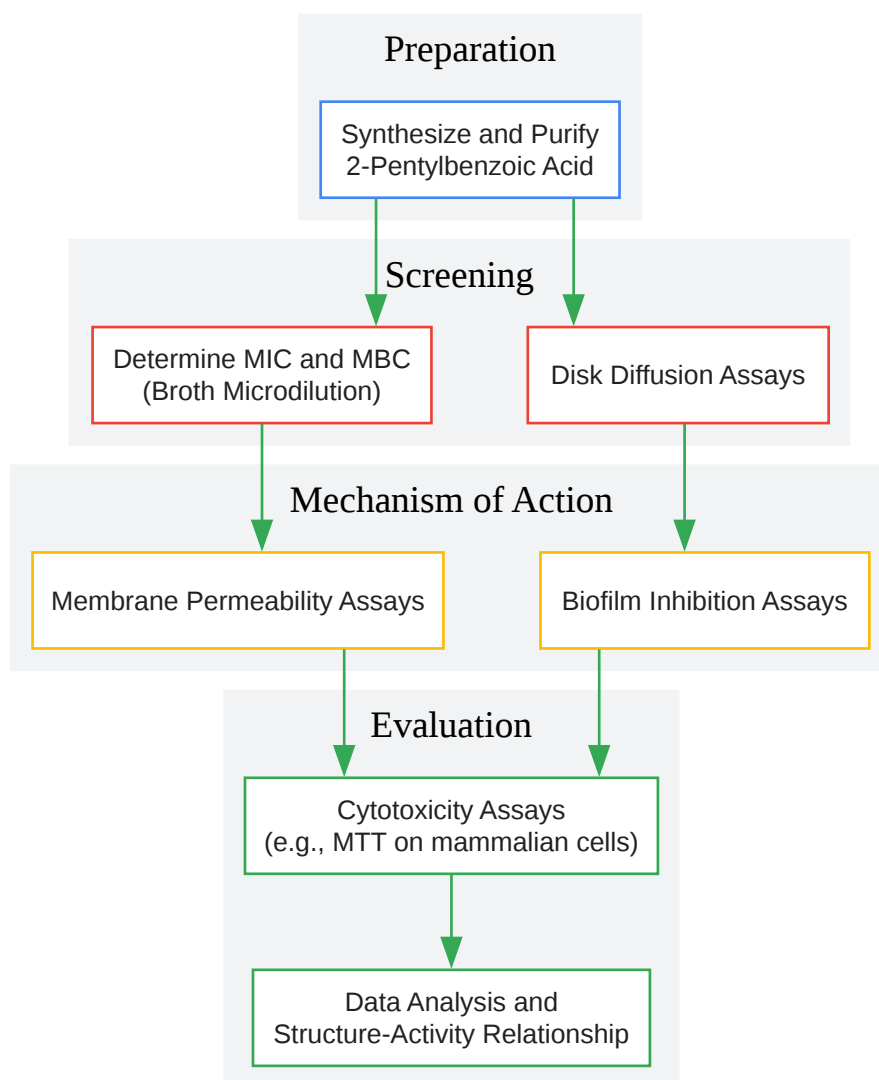 Preparation
Synthesize and Purify
2-Pentylbenzoic Acid
Screening
Determine MIC and MBC
(Broth Microdilution)
Disk Diffusion Assays
Mechanism of Action
Membrane Permeability Assays
Biofilm Inhibition Assays
Evaluation
Cytotoxicity Assays
(e.g., MTT on mammalian cells)
Data Analysis and
Structure-Activity Relationship